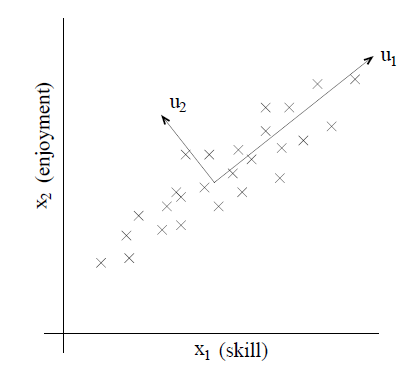 u₁
u₂
x₂ (enjoyment)
x₁ (skill)